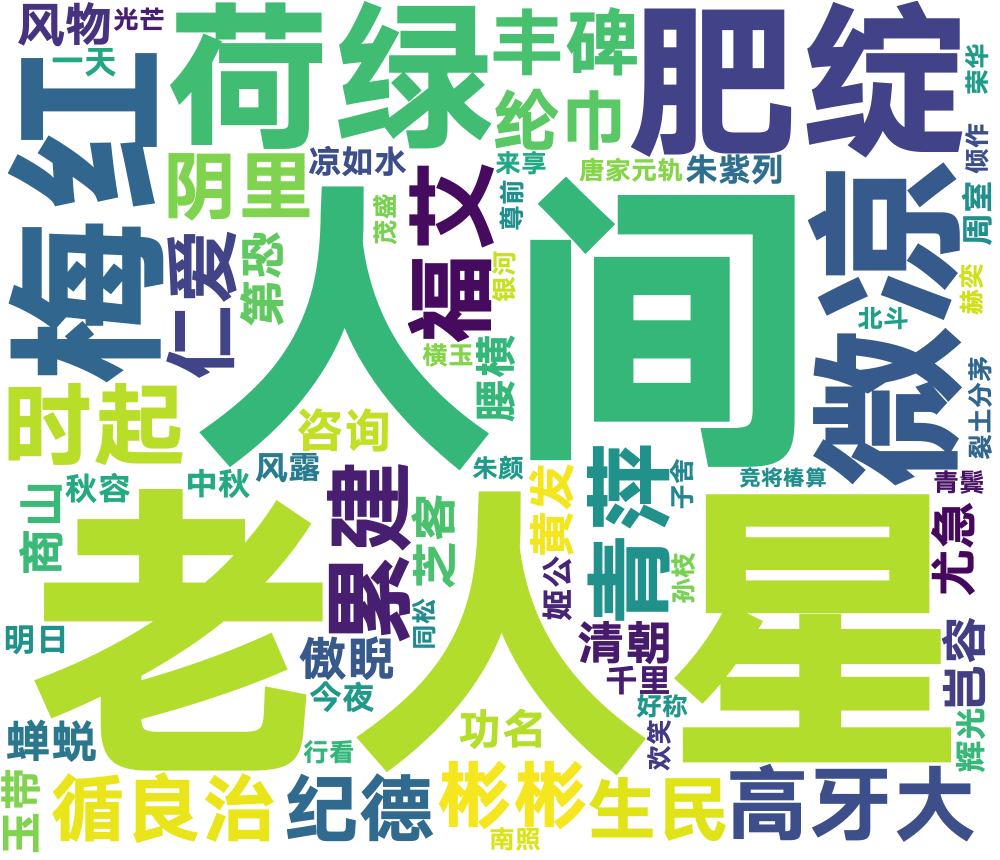 风物
光芒
荷绿
丰碑
肥绽
一天
荣华
梅红
纶巾
倾作
阴里
凉如水
来享
唐家元轨
朱紫列
福艾
尊前
微凉
周室
茂盛
人间
仁爱
第恐
银河
赫奕
北斗
横玉
腰横
裂土分茅
时起
咨询
风露
朱颜
中秋
秋容
累建
黄发
青萍
子舍
竞将椿算
青鬓
商山
老人星
芝客
尤急
孙枝
姬公
同松
明日
傲睨
清朝
千里
岂容
今夜
好称
蝉蜕
行看
功名
欢笑
辉光
玉带
循良治
纪德
彬彬
生民
高牙大
南照